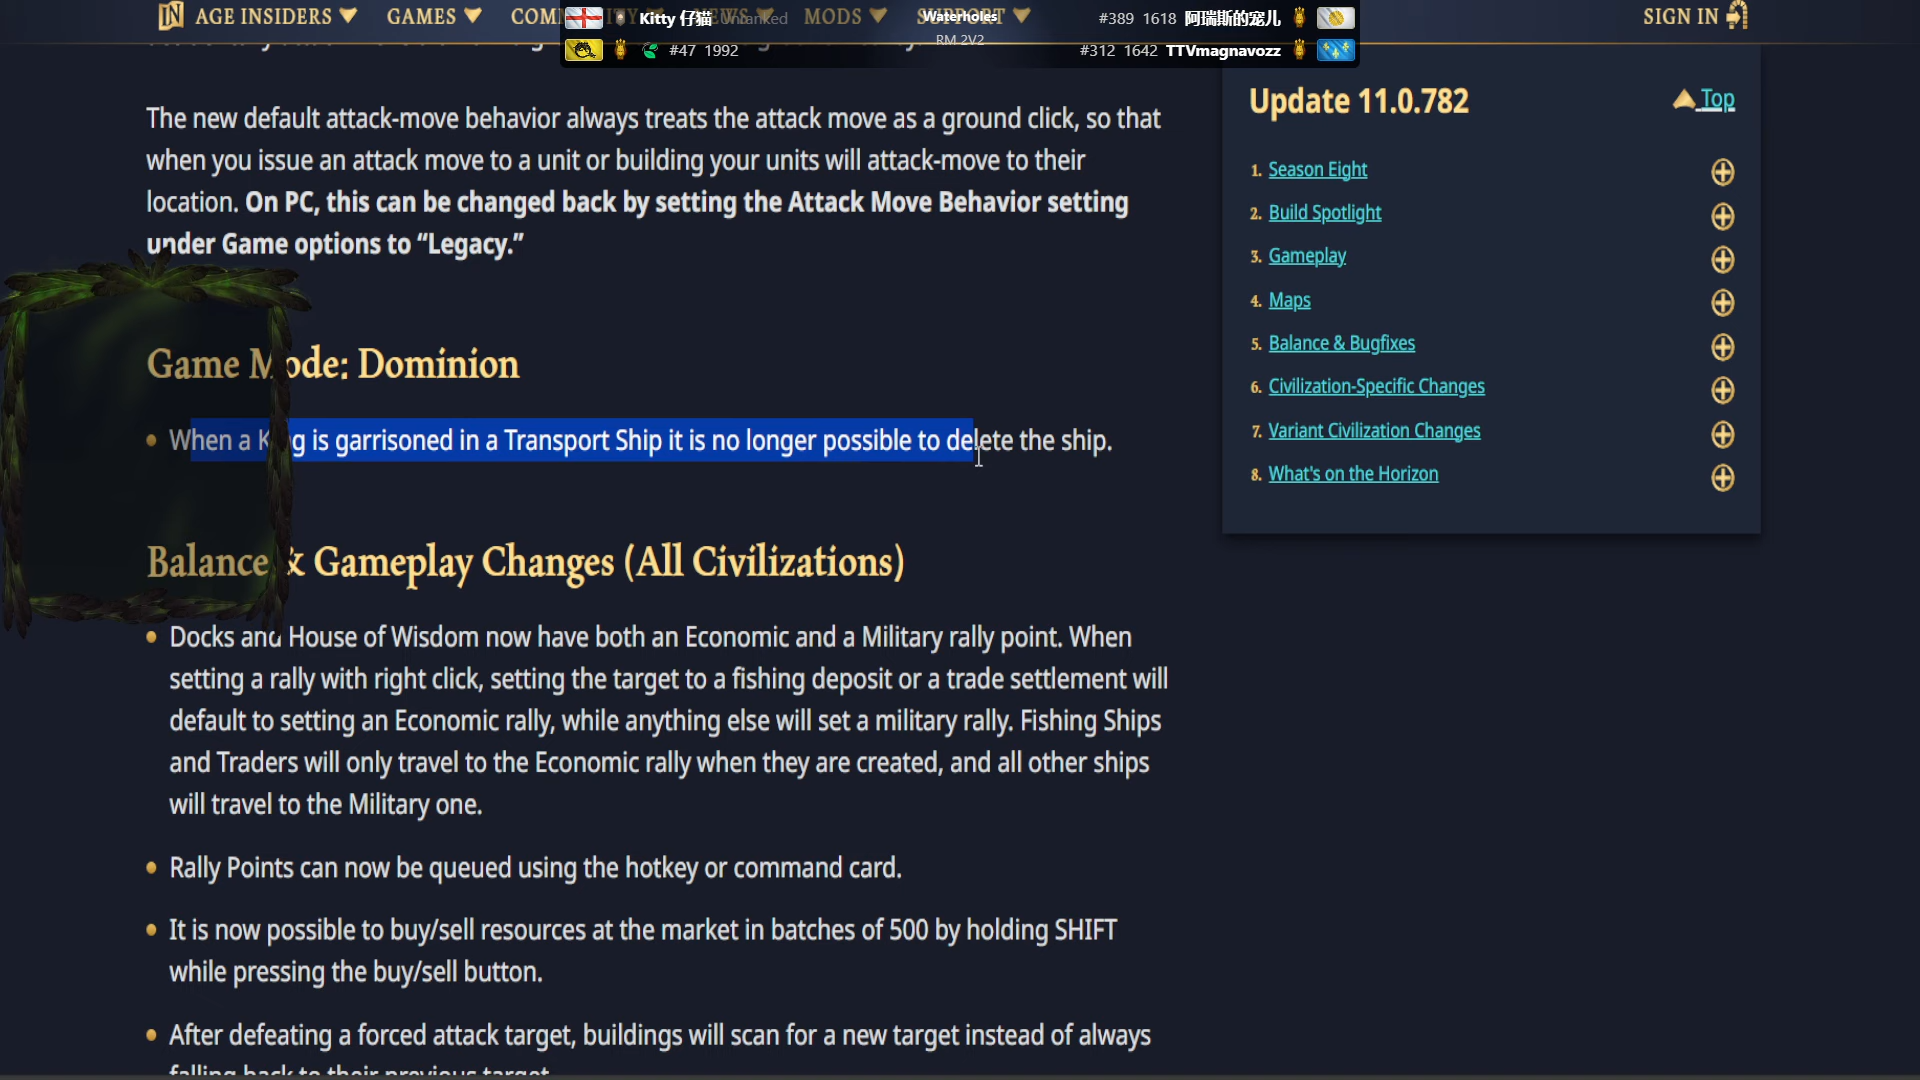 AGE INSIDERS GAMES MODS SIGN IN
Kitty 仔猫 Unranked
#47 1992
Waterholes
RM 2V2
#389 1618 阿瑞斯的宠儿
#312 1642 TTVmagnavozz
The new default attack-move behavior always treats the attack move as a ground click, so that
when you issue an attack move to a unit or building your units will attack-move to their
location. On PC, this can be changed back by setting the Attack Move Behavior setting
under Game options to “Legacy.”
Game Mode: Dominion
When a King is garrisoned in a Transport Ship it is no longer possible to delete the ship.
Balance & Gameplay Changes (All Civilizations)
Docks and House of Wisdom now have both an Economic and a Military rally point. When
setting a rally with right click, setting the target to a fishing deposit or a trade settlement will
default to setting an Economic rally, while anything else will set a military rally. Fishing Ships
and Traders will only travel to the Economic rally when they are created, and all other ships
will travel to the Military one.
Rally Points can now be queued using the hotkey or command card.
It is now possible to buy/sell resources at the market in batches of 500 by holding SHIFT
while pressing the buy/sell button.
After defeating a forced attack target, buildings will scan for a new target instead of always
falling back to their previous target.
Update 11.0.782
Top
1. Season Eight
2. Build Spotlight
3. Gameplay
4. Maps
5. Balance & Bugfixes
6. Civilization-Specific Changes
7. Variant Civilization Changes
8. What's on the Horizon